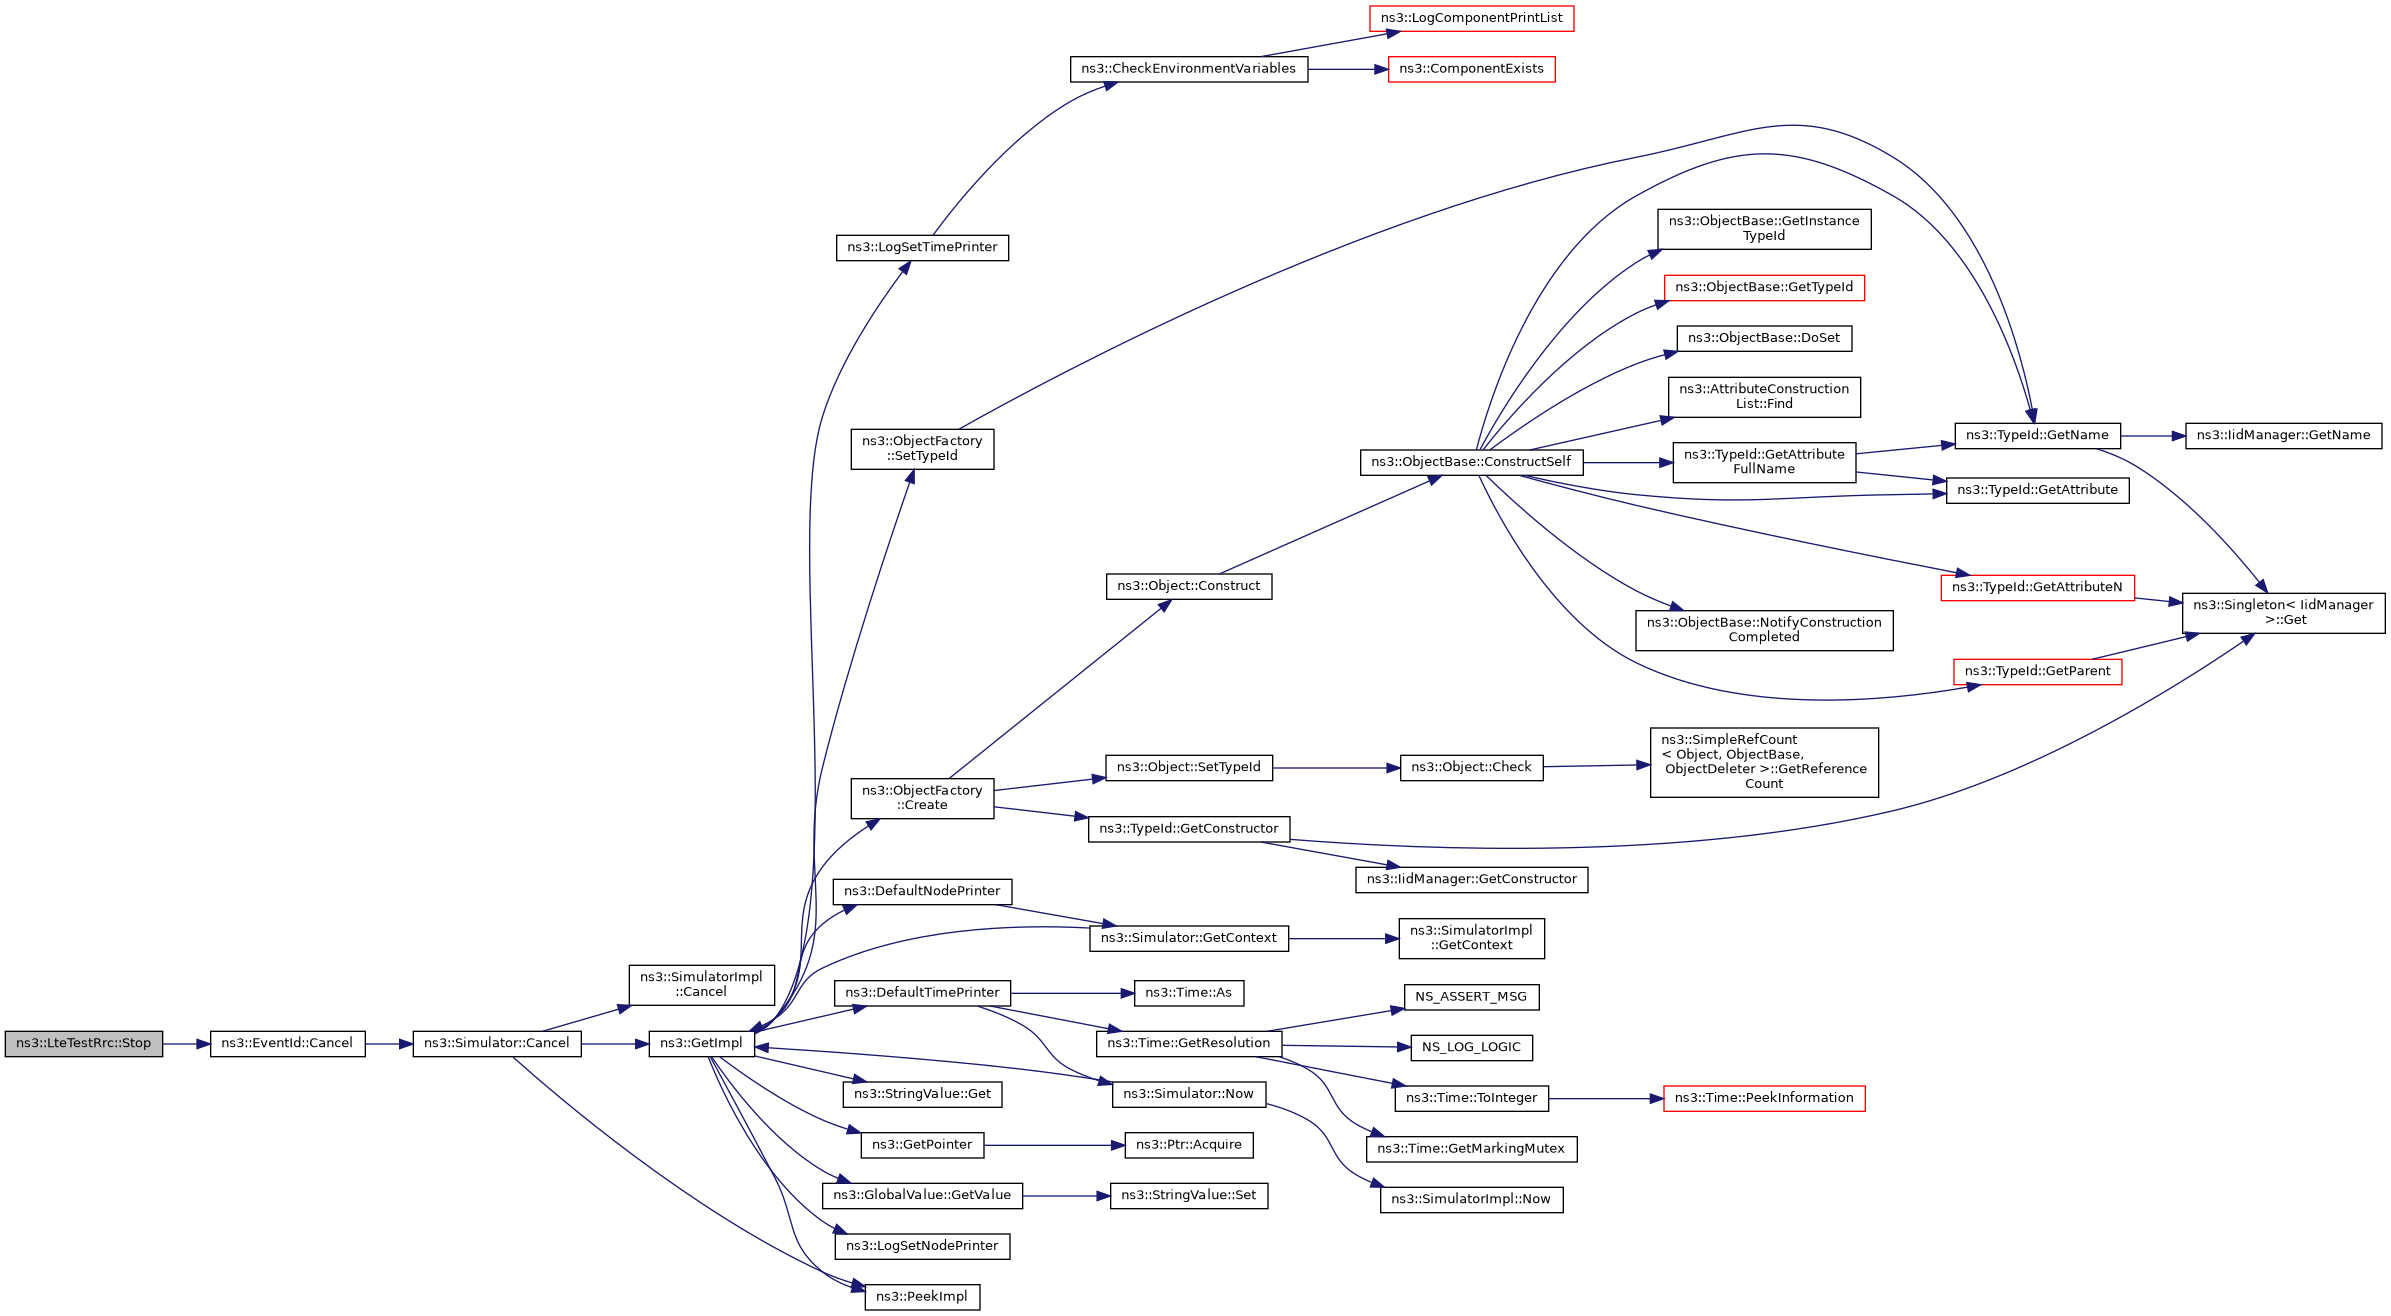 ns3::LogComponentPrintList
ns3::CheckEnvironmentVariables
ns3::ComponentExists
ns3::ObjectBase::GetInstance
TypeId
ns3::LogSetTimePrinter
ns3::ObjectBase::GetTypeId
ns3::ObjectBase::DoSet
ns3::AttributeConstruction
List::Find
ns3::ObjectFactory
::SetTypeId
ns3::TypeId::GetName
ns3::IidManager::GetName
ns3::ObjectBase::ConstructSelf
ns3::TypeId::GetAttribute
FullName
ns3::TypeId::GetAttribute
ns3::Object::Construct
ns3::TypeId::GetAttributeN
ns3::Singleton< IidManager
>::Get
ns3::ObjectBase::NotifyConstruction
Completed
ns3::TypeId::GetParent
ns3::SimpleRefCount
< Object, ObjectBase,
ObjectDeleter >::GetReference
Count
ns3::ObjectFactory
::Create
ns3::Object::SetTypeId
ns3::Object::Check
ns3::TypeId::GetConstructor
ns3::IidManager::GetConstructor
ns3::DefaultNodePrinter
ns3::Simulator::GetContext
ns3::SimulatorImpl
::GetContext
ns3::SimulatorImpl
::Cancel
ns3::DefaultTimePrinter
ns3::Time::As
NS_ASSERT_MSG
ns3::LteTestRrc::Stop
ns3::EventId::Cancel
ns3::Simulator::Cancel
ns3::GetImpl
ns3::Time::GetResolution
NS_LOG_LOGIC
ns3::StringValue::Get
ns3::Simulator::Now
ns3::Time::ToInteger
ns3::Time::PeekInformation
ns3::GetPointer
ns3::Ptr::Acquire
ns3::Time::GetMarkingMutex
ns3::GlobalValue::GetValue
ns3::StringValue::Set
ns3::SimulatorImpl::Now
ns3::LogSetNodePrinter
ns3::PeekImpl